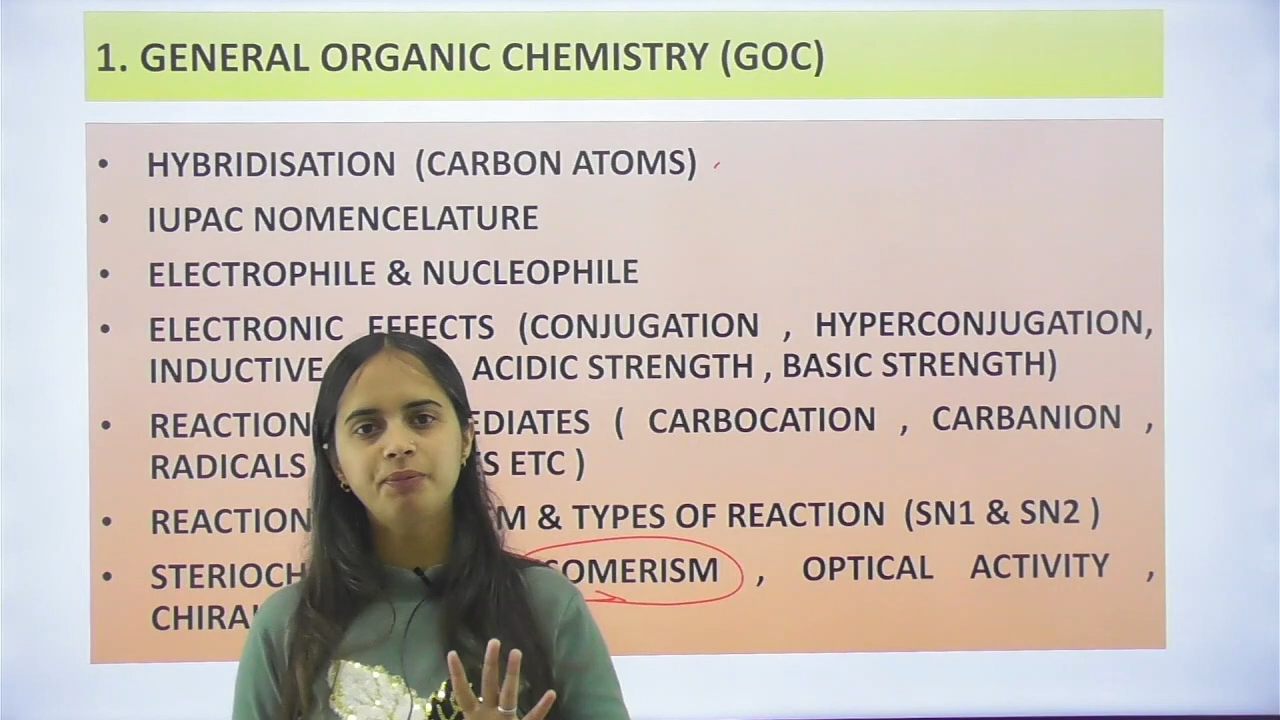 1. GENERAL ORGANIC CHEMISTRY (GOC)
• HYBRIDISATION (CARBON ATOMS)
• IUPAC NOMENCELATURE
• ELECTROPHILE & NUCLEOPHILE
• ELECTRONIC EFFECTS (CONJUGATION , HYPERCONJUGATION,
INDUCTIVE ACIDIC STRENGTH , BASIC STRENGTH)
• REACTION EDIATES ( CARBOCATION , CARBANION ,
RADICALS ES ETC )
• REACTION M & TYPES OF REACTION (SN1 & SN2 )
• STERIOCH SOMERISM , OPTICAL ACTIVITY ,
CHIRA